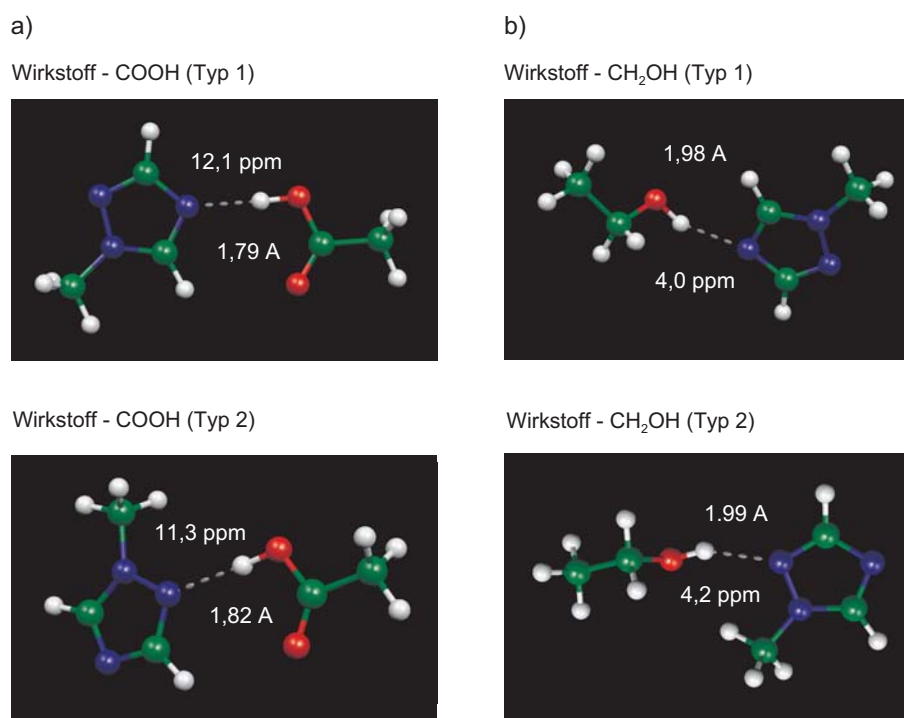 a)
Wirkstoff - COOH (Typ 1)
12,1 ppm
1,79 A
Wirkstoff - COOH (Typ 2)
11,3 ppm
1,82 A
b)
Wirkstoff - CH₂OH (Typ 1)
1,98 A
4,0 ppm
Wirkstoff - CH₂OH (Typ 2)
1.99 A
4,2 ppm